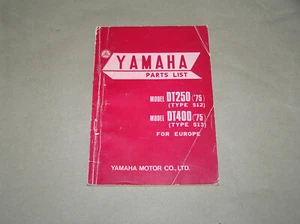 YAMAHA
PARTS LIST
MODEL DT250 ('75)
(TYPE 512)
MODEL DT400 ('75)
(TYPE 513)
FOR EUROPE
YAMAHA MOTOR CO., LTD.